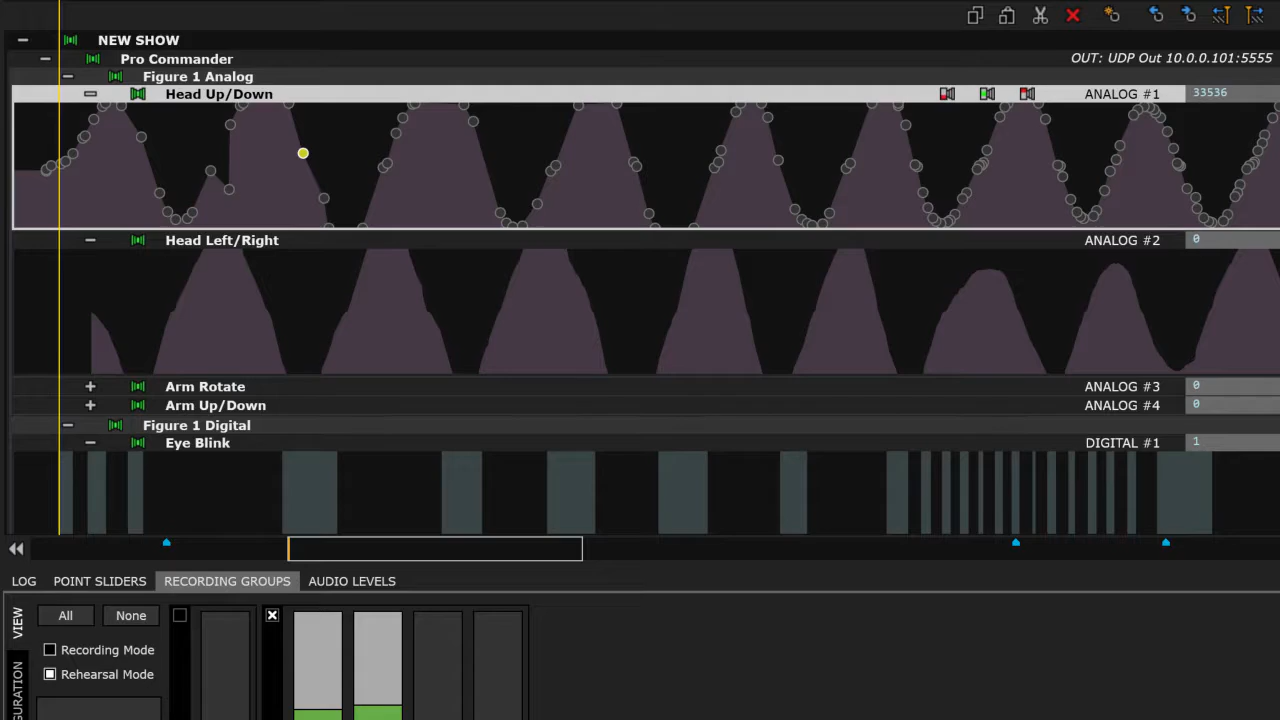 NEW SHOW
Pro Commander OUT: UDP Out 10.0.0.101:5555
Figure 1 Analog
Head Up/Down ANALOG #1 33536
Head Left/Right ANALOG #2 0
Arm Rotate ANALOG #3 0
Arm Up/Down ANALOG #4 0
Figure 1 Digital
Eye Blink DIGITAL #1 1
LOG POINT SLIDERS RECORDING GROUPS AUDIO LEVELS
VIEW
All None
Recording Mode
Rehearsal Mode